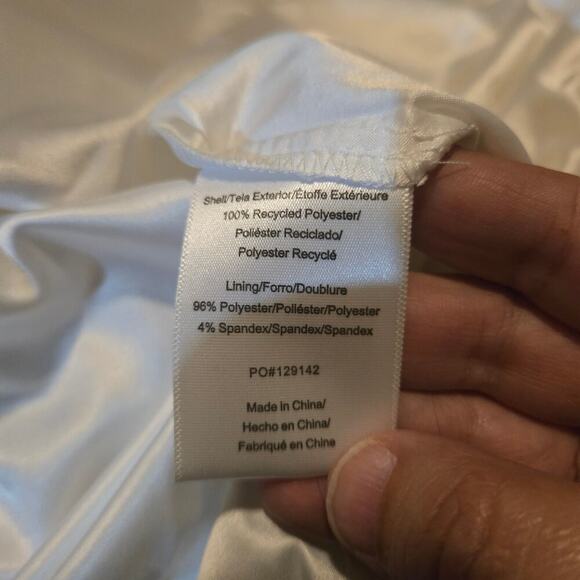 Shell/Tela Exterior/Étoffe Extérieure
100% Recycled Polyester/
Poliéster Reciclado/
Polyester Recyclé
Lining/Forro/Doublure
96% Polyester/Poliéster/Polyester
4% Spandex/Spandex/Spandex
PO#129142
Made in China/
Hecho en China/
Fabriqué en Chine